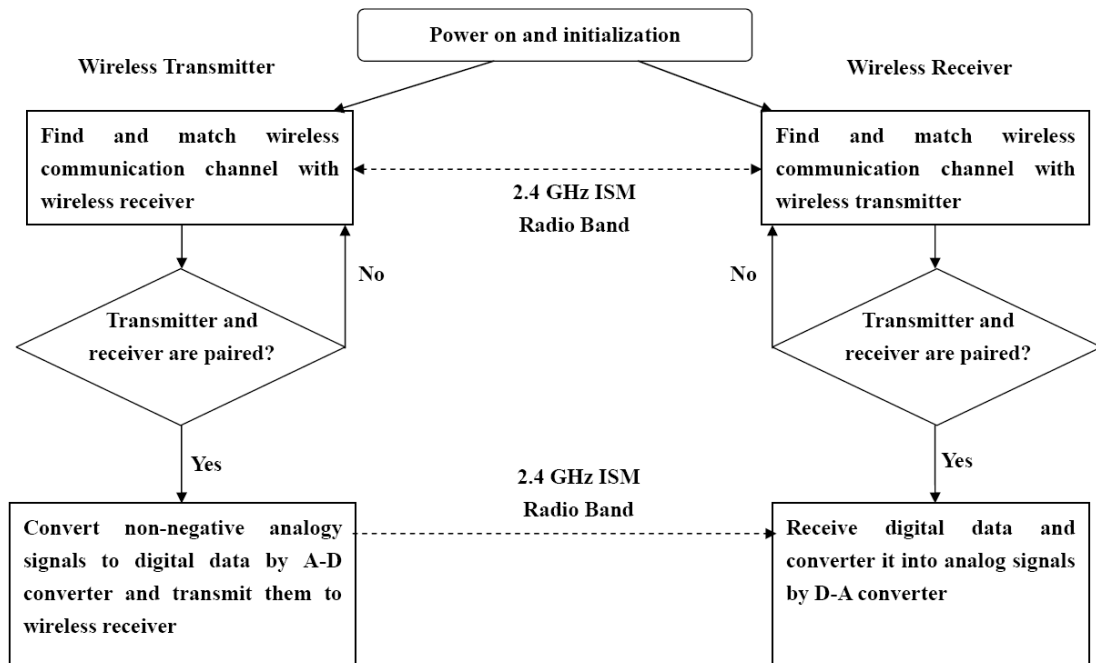 Power on and initialization
Wireless Transmitter
Wireless Receiver
Find and match wireless
communication channel with
wireless receiver
Find and match wireless
communication channel with
wireless transmitter
2.4 GHz ISM
Radio Band
No
No
Transmitter and
receiver are paired?
Transmitter and
receiver are paired?
Yes
Yes
2.4 GHz ISM
Radio Band
Convert non-negative analogy
signals to digital data by A-D
converter and transmit them to
wireless receiver
Receive digital data and
converter it into analog signals
by D-A converter